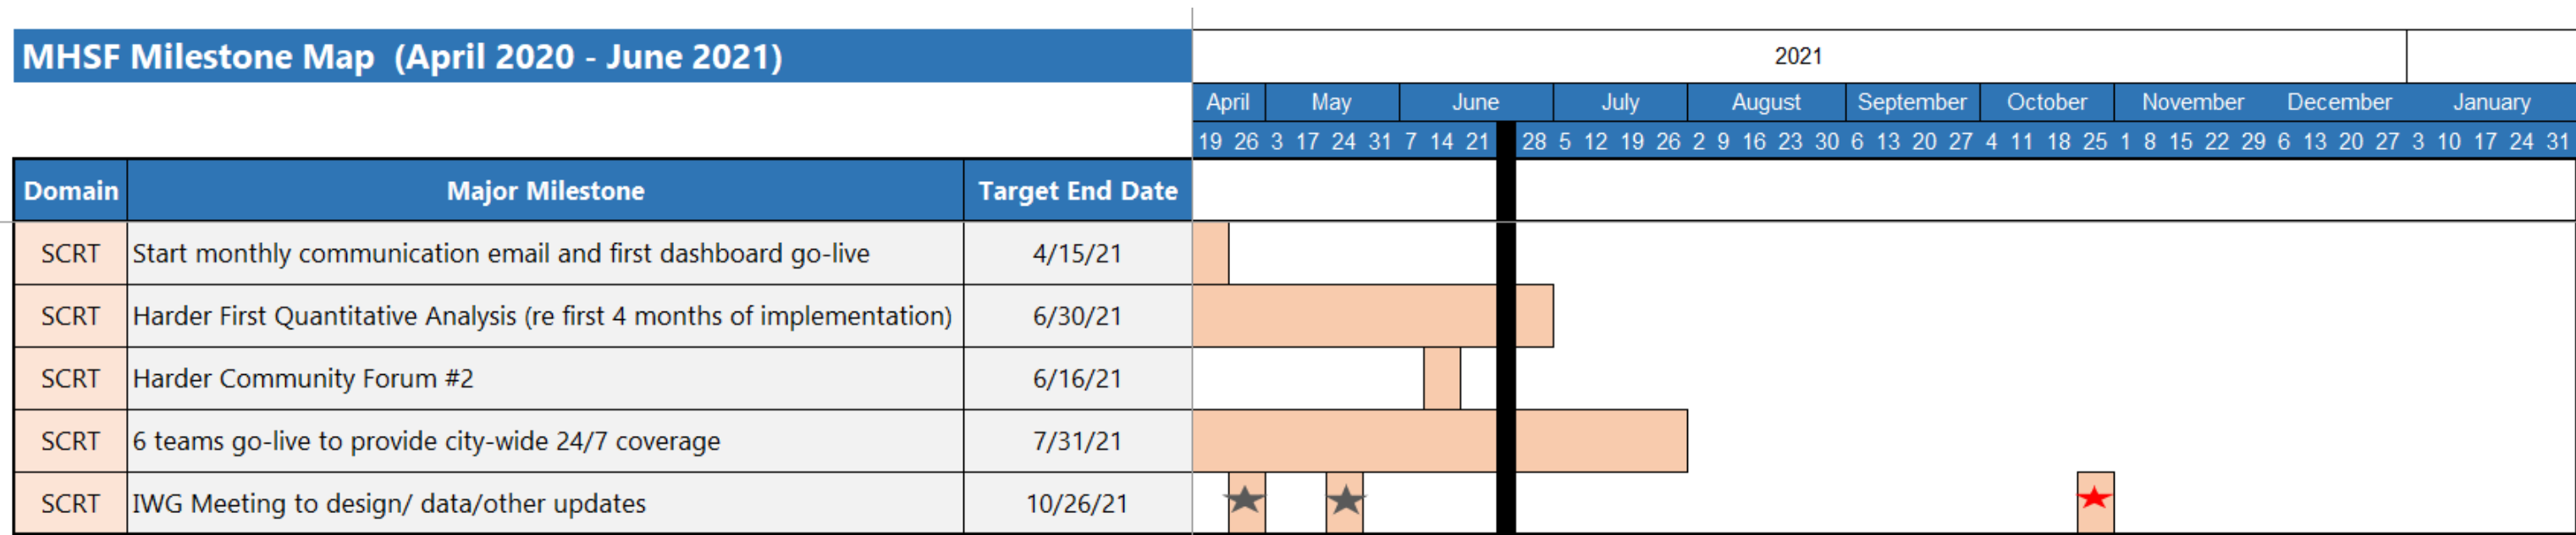 MHSF Milestone Map (April 2020 - June 2021)
2021
April May June July August September October November December January
19 26 3 17 24 31 7 14 21 28 5 12 19 26 2 9 16 23 30 6 13 20 27 4 11 18 25 1 8 15 22 29 6 13 20 27 3 10 17 24 31
Domain Major Milestone Target End Date
SCRT Start monthly communication email and first dashboard go-live 4/15/21
SCRT Harder First Quantitative Analysis (re first 4 months of implementation) 6/30/21
SCRT Harder Community Forum #2 6/16/21
SCRT 6 teams go-live to provide city-wide 24/7 coverage 7/31/21
SCRT IWG Meeting to design/ data/other updates 10/26/21